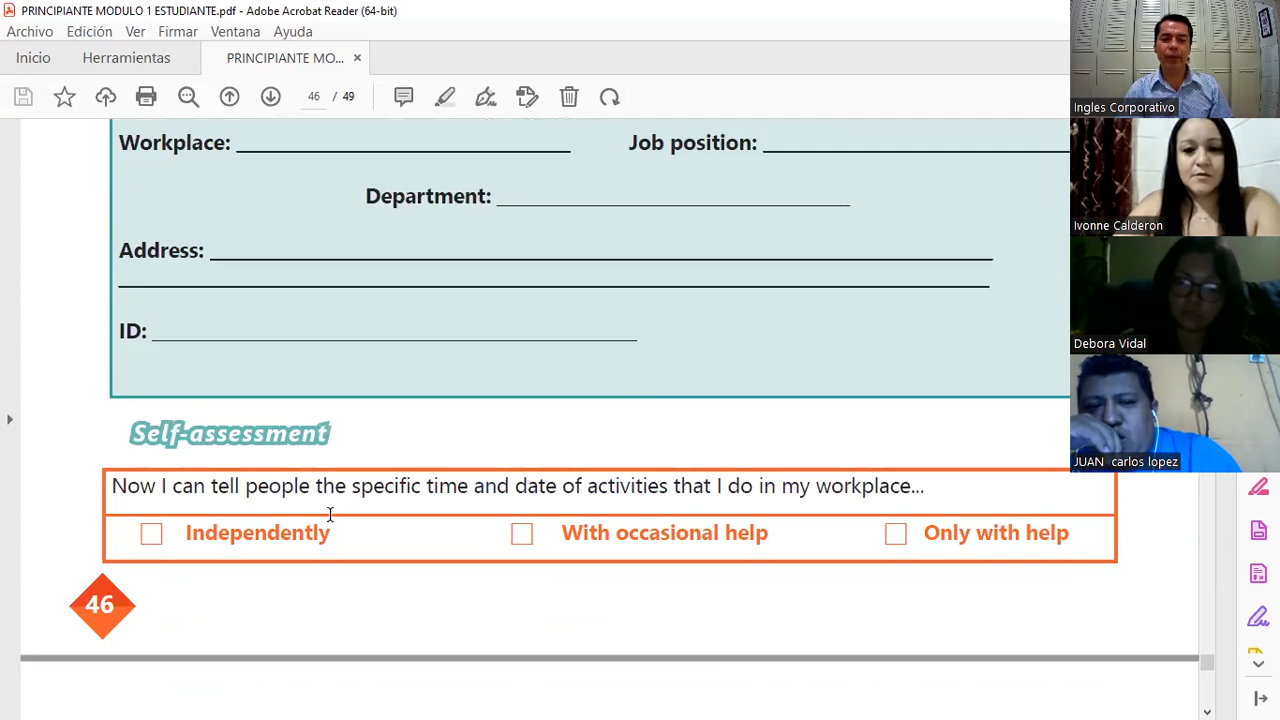 PRINCIPIANTE MODULO 1 ESTUDIANTE.pdf - Adobe Acrobat Reader (64-bit)
Archivo Edición Ver Firmar Ventana Ayuda
Inicio Herramientas PRINCIPIANTE MO... ×
46 / 49
Workplace: Job position:
Department:
Address:
ID:
Self-assessment
Now I can tell people the specific time and date of activities that I do in my workplace...
Independently With occasional help Only with help
46
Ingles Corporativo
Ivonne Calderon
Debora Vidal
JUAN carlos lopez